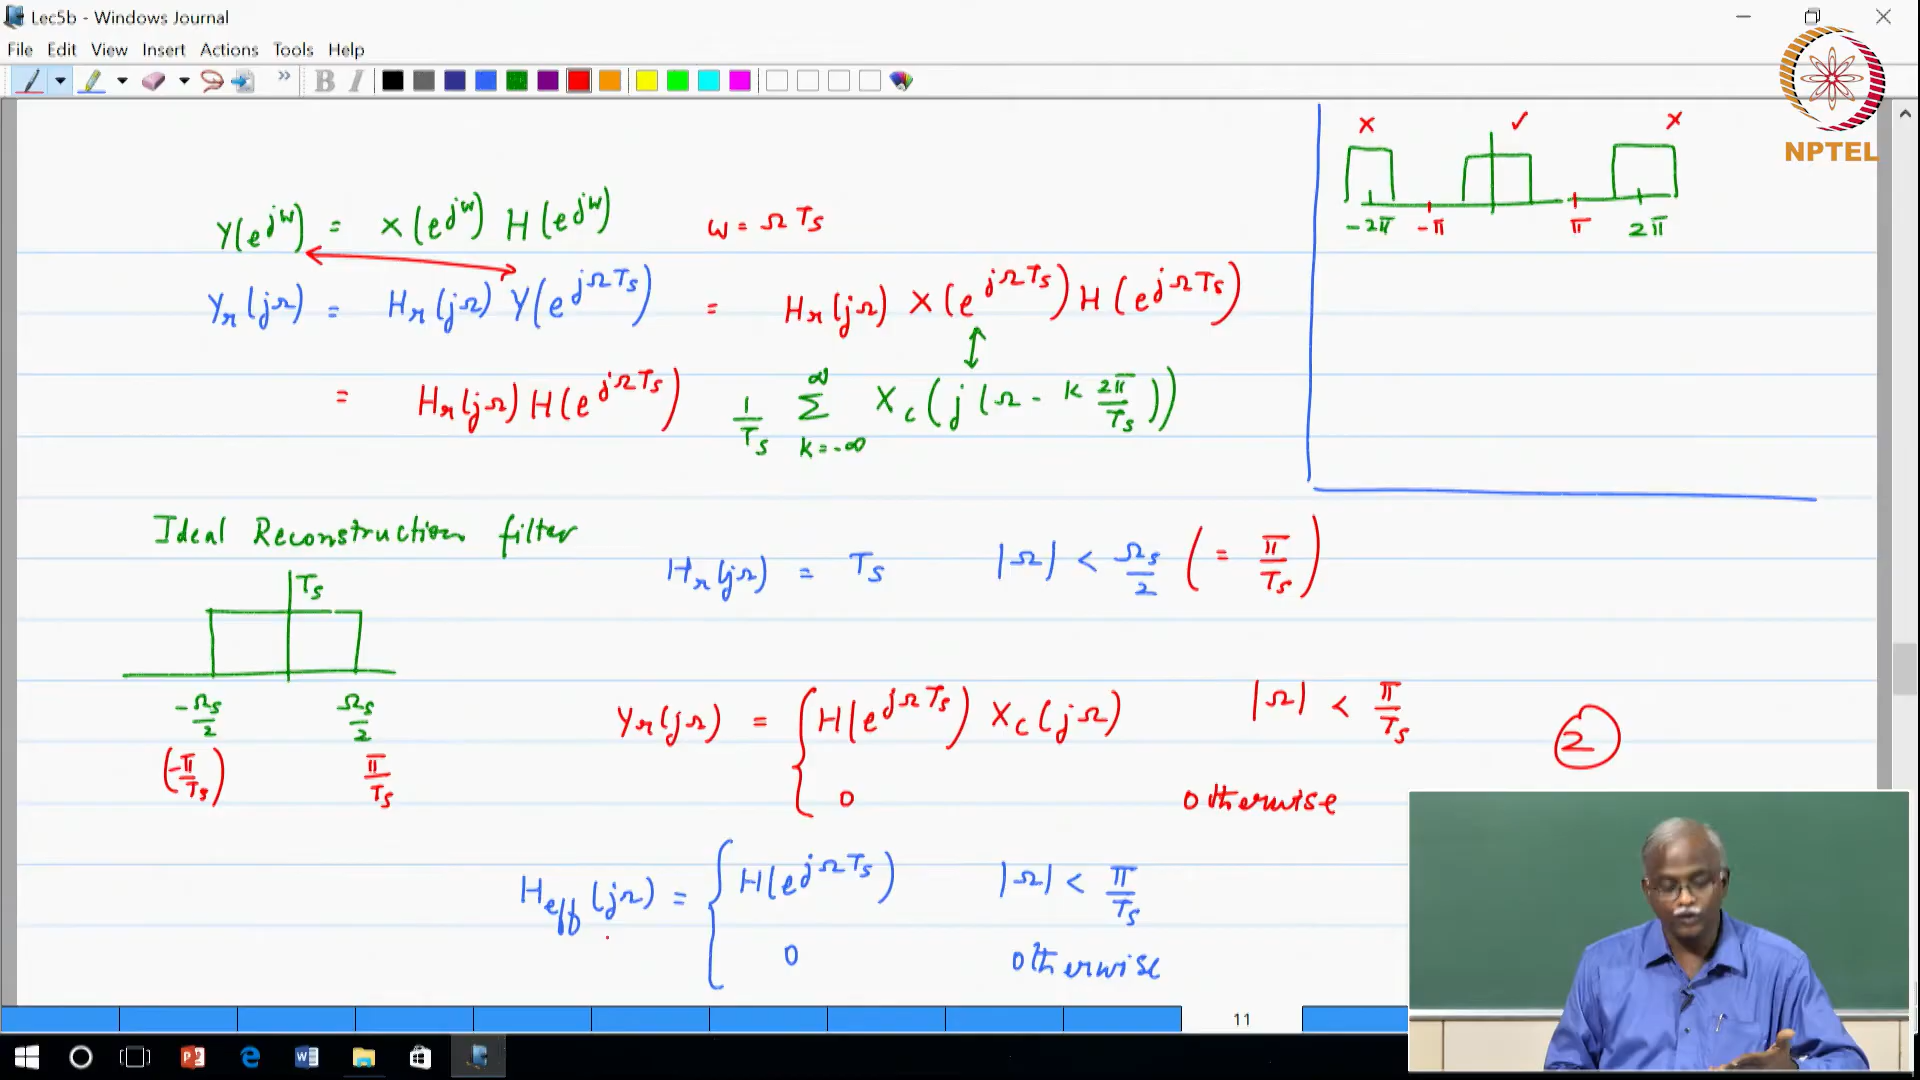 Lec5b - Windows Journal
File Edit View Insert Actions Tools Help
B I
NPTEL
x ✓ x
-2π -π π 2π
Y(e^{jω}) = X(e^{jω}) H(e^{jω}) ω = Ω Ts
Yr(jΩ) = Hr(jΩ) Y(e^{jΩTs}) = Hr(jΩ) X(e^{jΩTs}) H(e^{jΩTs})
= Hr(jΩ) H(e^{jΩTs}) 1/Ts ∑_{k=-∞}^{∞} Xc(j(Ω - k 2π/Ts))
Ideal Reconstruction filter
Ts
Hr(jΩ) = Ts |Ω| < Ωs/2 (= π/Ts)
-Ωs/2 Ωs/2
(-π/Ts) π/Ts
Yr(jΩ) = { H(e^{jΩTs}) Xc(jΩ) |Ω| < π/Ts
0 otherwise
2
Heff(jΩ) = { H(e^{jΩTs}) |Ω| < π/Ts
0 otherwise
11